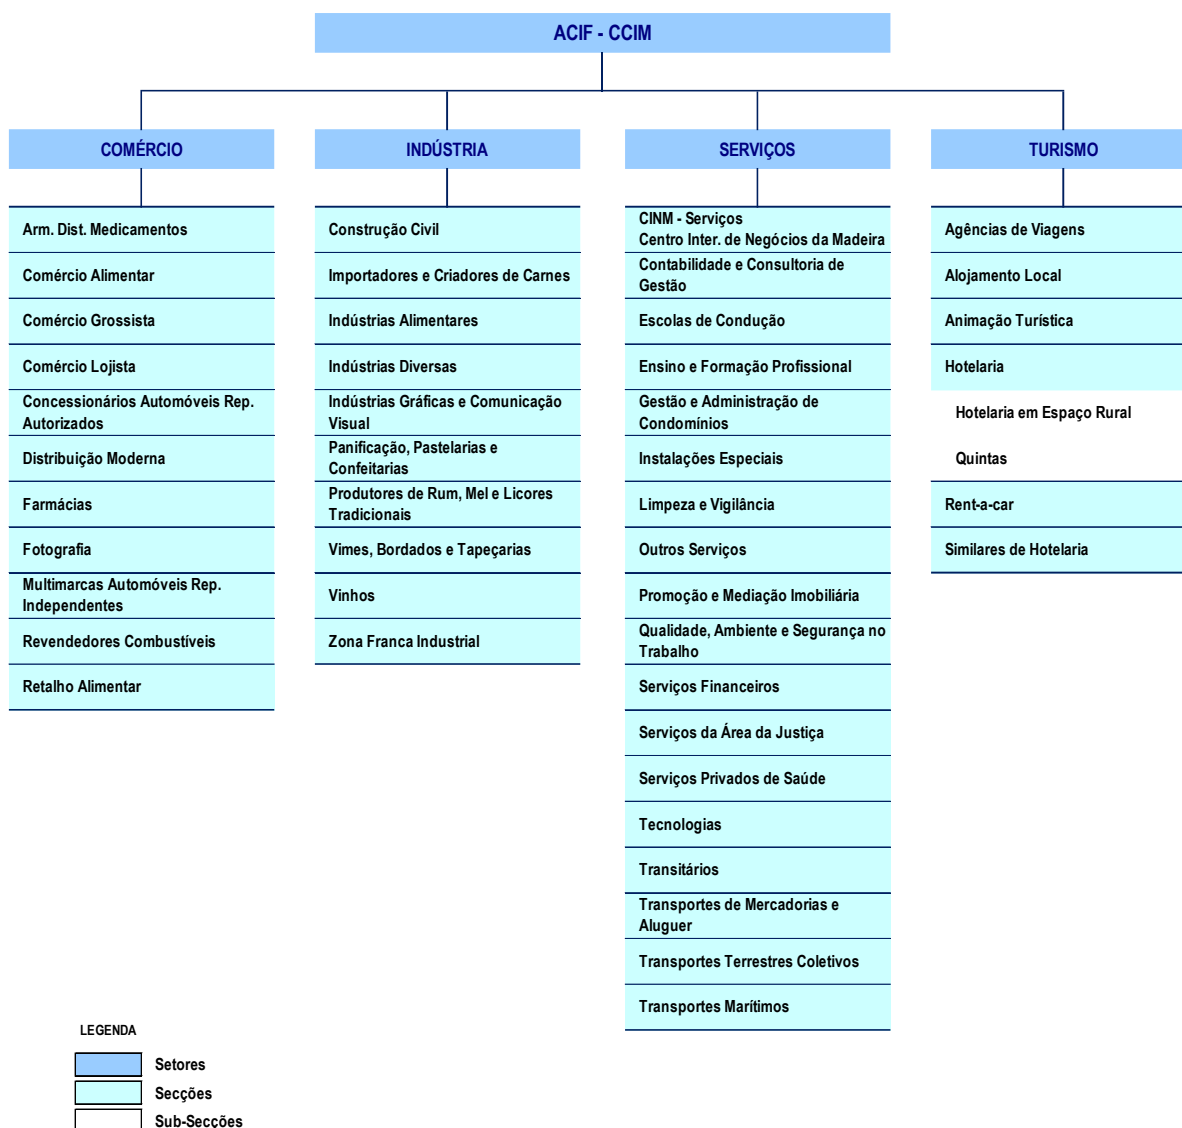 ACIF - CCIM
COMÉRCIO
Arm. Dist. Medicamentos
Comércio Alimentar
Comércio Grossista
Comércio Lojista
Concessionários Automóveis Rep.
Autorizados
Distribuição Moderna
Farmácias
Fotografia
Multimarcas Automóveis Rep.
Independentes
Revendedores Combustíveis
Retalho Alimentar
INDÚSTRIA
Construção Civil
Importadores e Criadores de Carnes
Indústrias Alimentares
Indústrias Diversas
Indústrias Gráficas e Comunicação
Visual
Panificação, Pastelarias e
Confeitarias
Produtores de Rum, Mel e Licores
Tradicionais
Vimes, Bordados e Tapeçarias
Vinhos
Zona Franca Industrial
SERVIÇOS
CINM - Serviços
Centro Inter. de Negócios da Madeira
Contabilidade e Consultoria de
Gestão
Escolas de Condução
Ensino e Formação Profissional
Gestão e Administração de
Condomínios
Instalações Especiais
Limpeza e Vigilância
Outros Serviços
Promoção e Mediação Imobiliária
Qualidade, Ambiente e Segurança no
Trabalho
Serviços Financeiros
Serviços da Área da Justiça
Serviços Privados de Saúde
Tecnologias
Transitários
Transportes de Mercadorias e
Aluguer
Transportes Terrestres Coletivos
Transportes Marítimos
TURISMO
Agências de Viagens
Alojamento Local
Animação Turística
Hotelaria
Hotelaria em Espaço Rural
Quintas
Rent-a-car
Similares de Hotelaria
LEGENDA
Setores
Secções
Sub-Secções